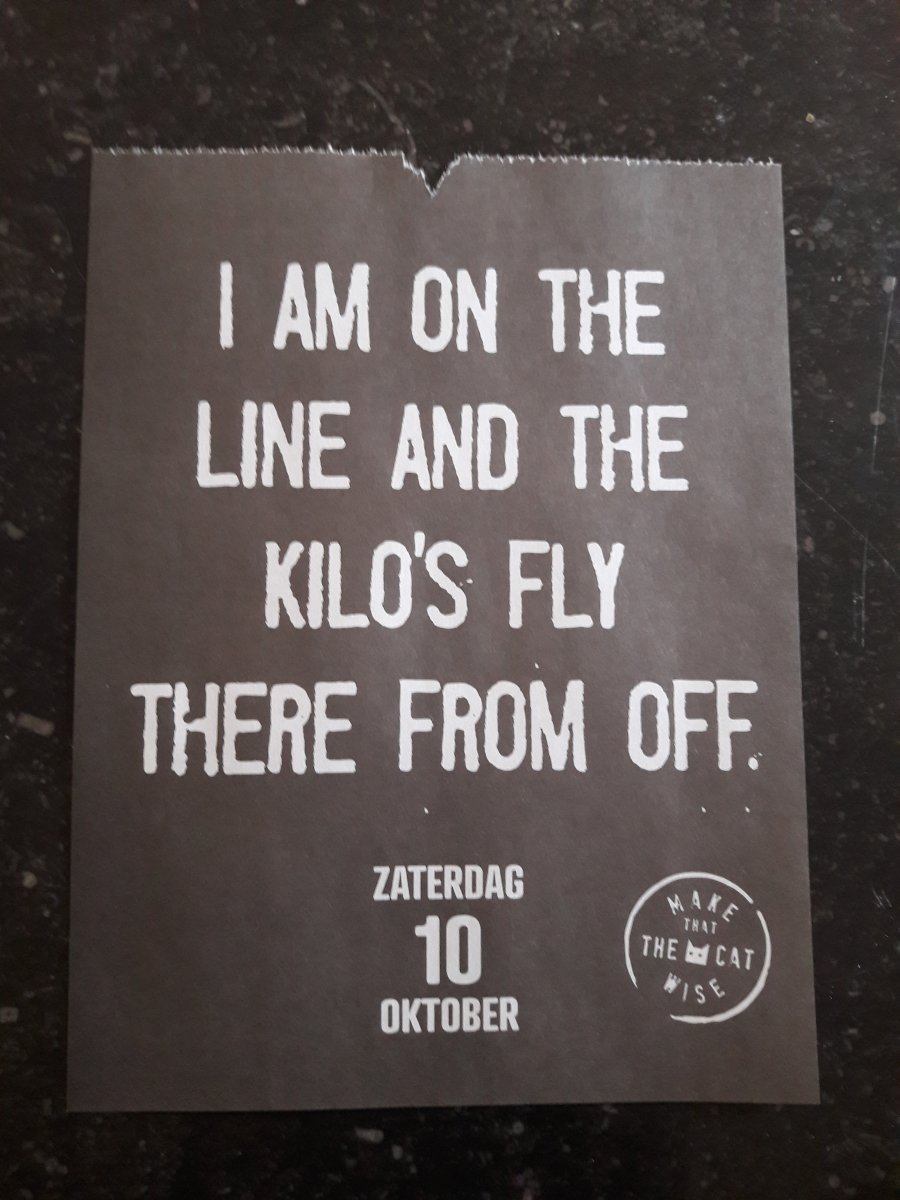 I AM ON THE
LINE AND THE
KILO'S FLY
THERE FROM OFF.
ZATERDAG
10
OKTOBER
MAKE
THAT
THE CAT
WISE